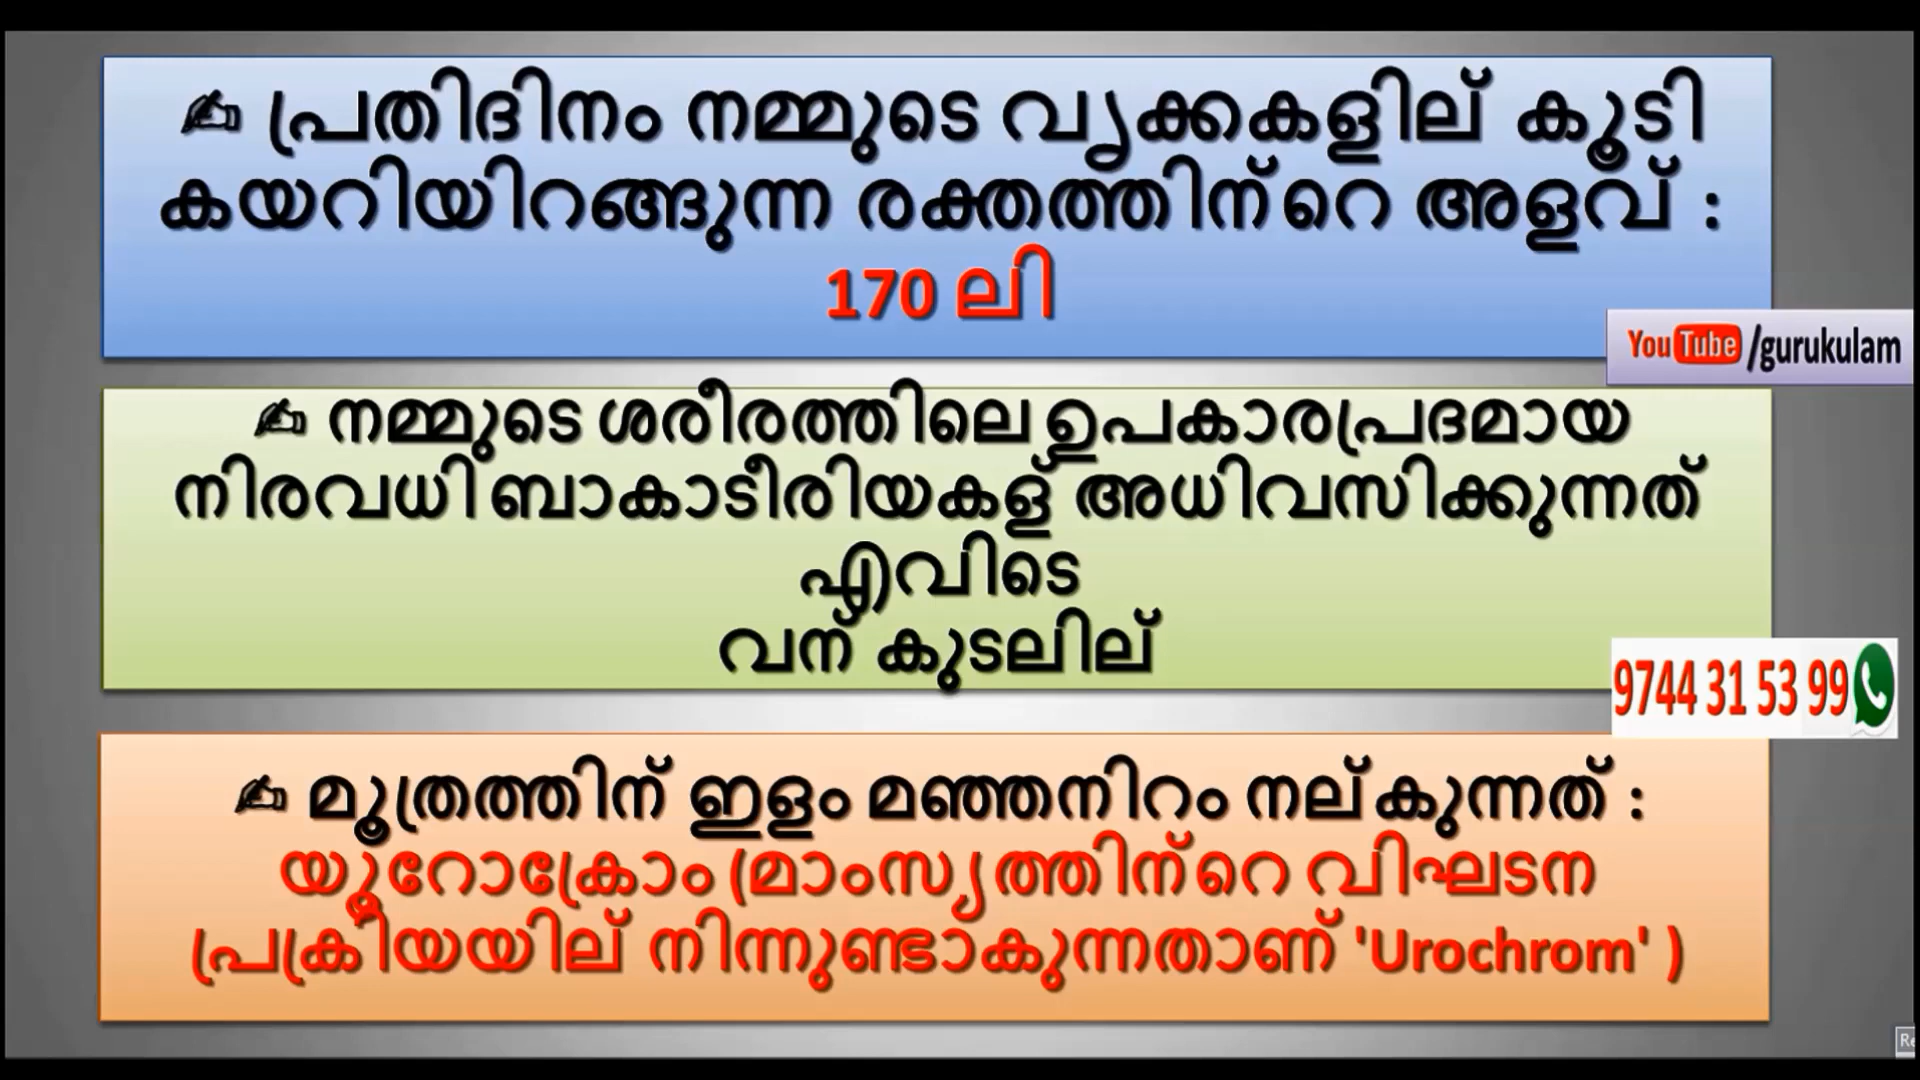 ✍ പ്രതിദിനം നമ്മുടെ വൃക്കകളില് കൂടി
കയറിയിറങ്ങുന്ന രക്തത്തിന്റെ അളവ് :
170 ലി
YouTube /gurukulam
✍ നമ്മുടെ ശരീരത്തിലെ ഉപകാരപ്രദമായ
നിരവധി ബാകാടീരിയകള് അധിവസിക്കുന്നത്
എവിടെ
വന് കുടലില്
9744 31 53 99
✍ മൂത്രത്തിന് ഇളം മഞ്ഞനിറം നല്കുന്നത് :
യൂറോക്രോം (മാംസ്യത്തിന്റെ വിഘടന
പ്രക്രീയയില് നിന്നുണ്ടാകുന്നതാണ് 'Urochrom' )